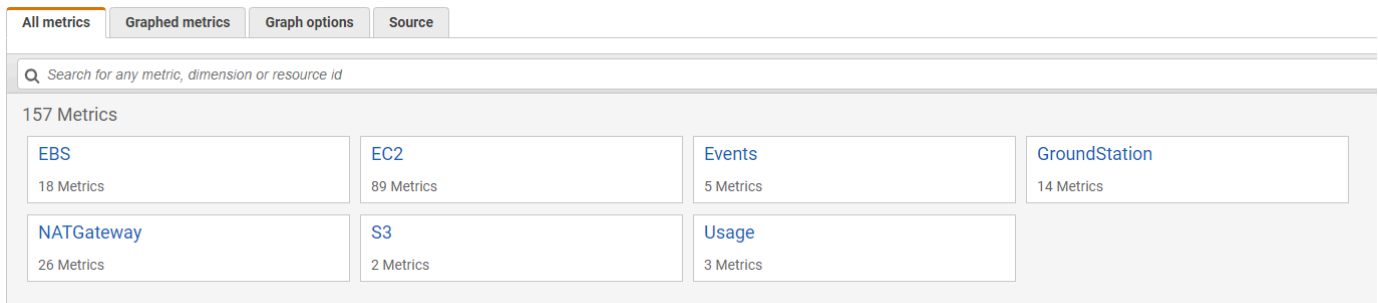 All metrics Graphed metrics Graph options Source
Search for any metric, dimension or resource id
157 Metrics
EBS EC2 Events GroundStation
18 Metrics 89 Metrics 5 Metrics 14 Metrics
NATGateway S3 Usage
26 Metrics 2 Metrics 3 Metrics